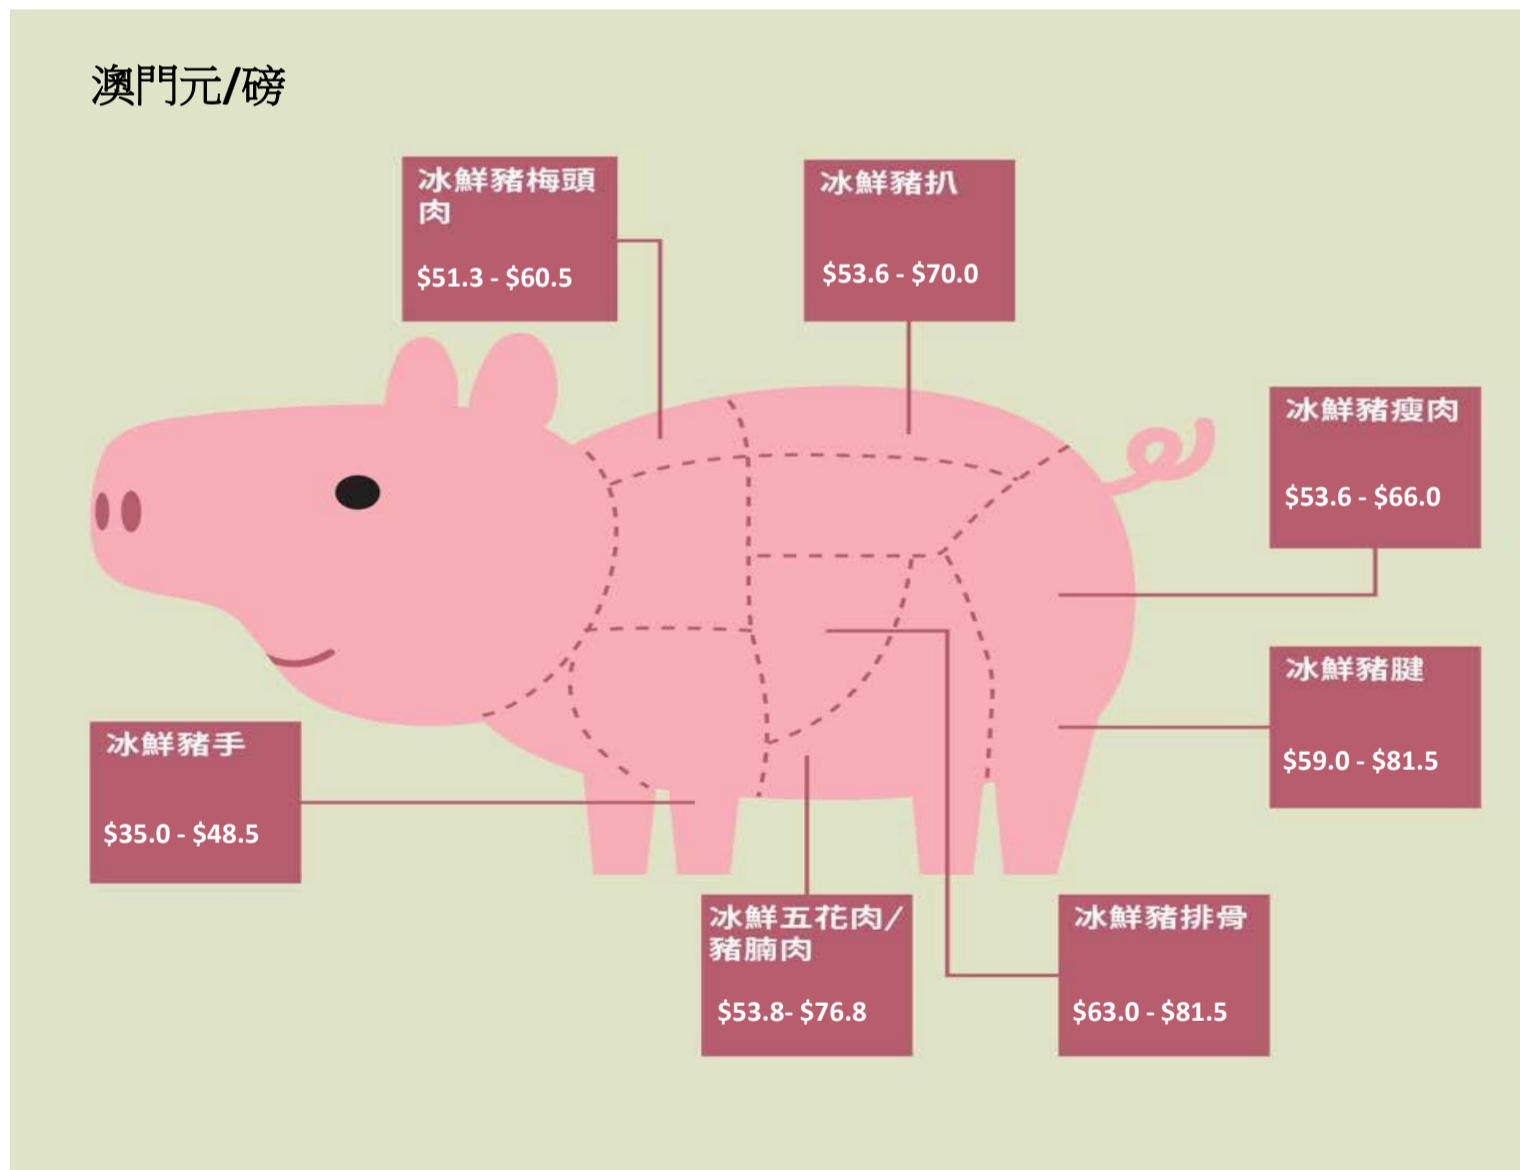 澳門元/磅
冰鮮豬梅頭
肉
$51.3 - $60.5
冰鮮豬扒
$53.6 - $70.0
冰鮮豬瘦肉
$53.6 - $66.0
冰鮮豬腱
$59.0 - $81.5
冰鮮豬手
$35.0 - $48.5
冰鮮五花肉/
豬腩肉
$53.8- $76.8
冰鮮豬排骨
$63.0 - $81.5